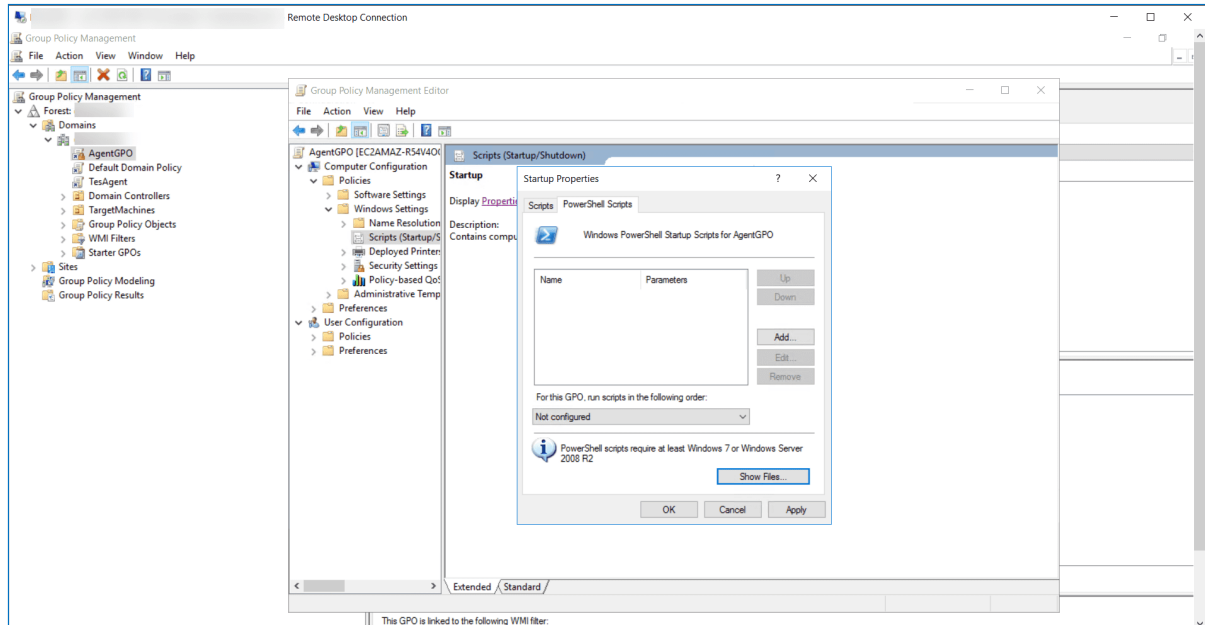 Remote Desktop Connection
Group Policy Management
File Action View Window Help
Group Policy Management
Forest:
Domains
AgentGPO
Default Domain Policy
TesAgent
Domain Controllers
TargetMachines
Group Policy Objects
WMI Filters
Starter GPOs
Sites
Group Policy Modeling
Group Policy Results
Group Policy Management Editor
File Action View Help
AgentGPO [EC2AMAZ-R54V4O(
Computer Configuration
Policies
Software Settings
Windows Settings
Name Resolution
Scripts (Startup/S
Deployed Printer
Security Settings
Policy-based QoS
Administrative Temp
Preferences
User Configuration
Policies
Preferences
Scripts (Startup/Shutdown)
Startup
Display Properti
Description:
Contains compu
Startup Properties
Scripts PowerShell Scripts
Windows PowerShell Startup Scripts for AgentGPO
Name Parameters
Up
Down
Add...
Edit...
Remove
For this GPO, run scripts in the following order:
Not configured
PowerShell scripts require at least Windows 7 or Windows Server
2008 R2
Show Files...
OK Cancel Apply
Extended Standard
This GPO is linked to the following WMI filter: